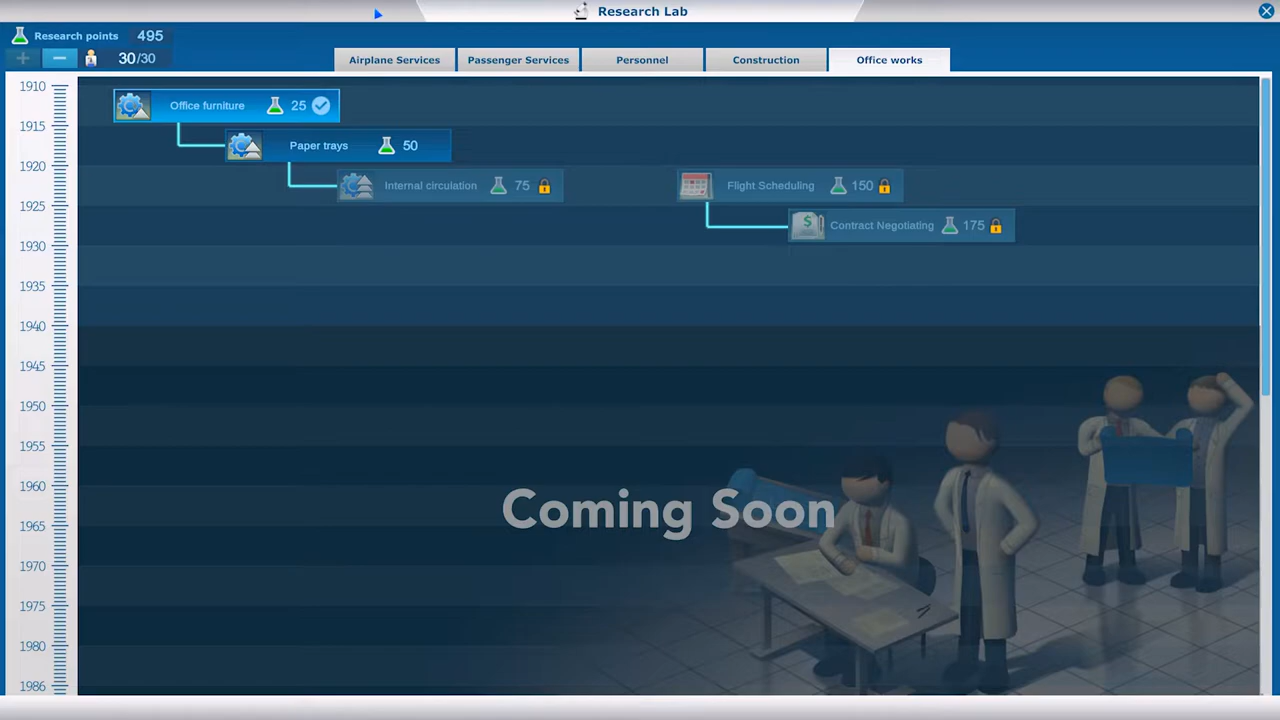 Research Lab
Research points 495
30/30
Airplane Services
Passenger Services
Personnel
Construction
Office works
1910
Office furniture 25
1915
Paper trays 50
1920
Internal circulation 75
Flight Scheduling 150
1925
Contract Negotiating 175
1930
1935
1940
1945
1950
1955
1960
Coming Soon
1965
1970
1975
1980
1986